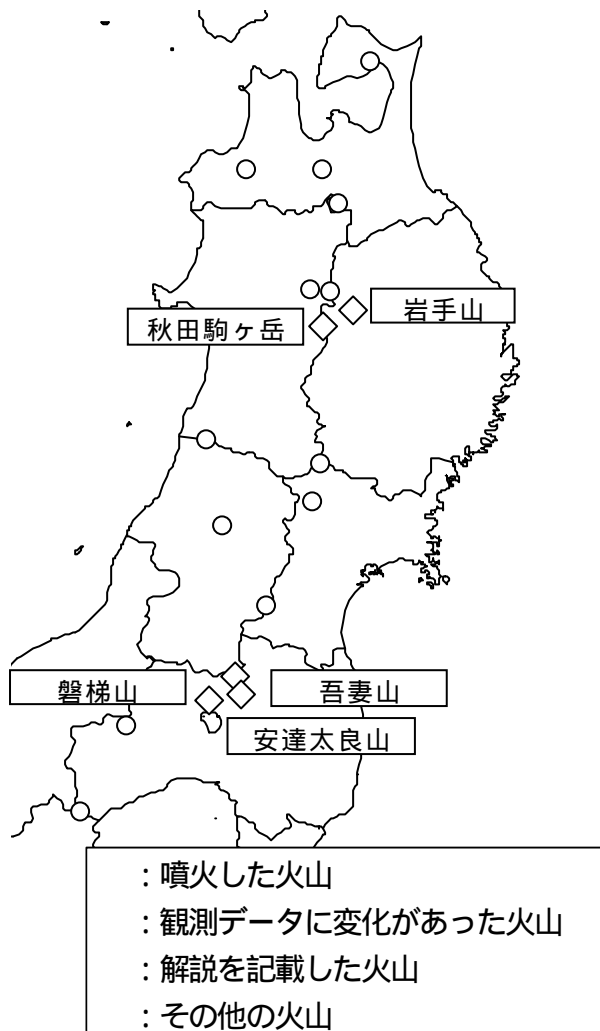 岩手山
秋田駒ヶ岳
磐梯山
吾妻山
安達太良山
：噴火した火山
：観測データに変化があった火山
：解説を記載した火山
：その他の火山